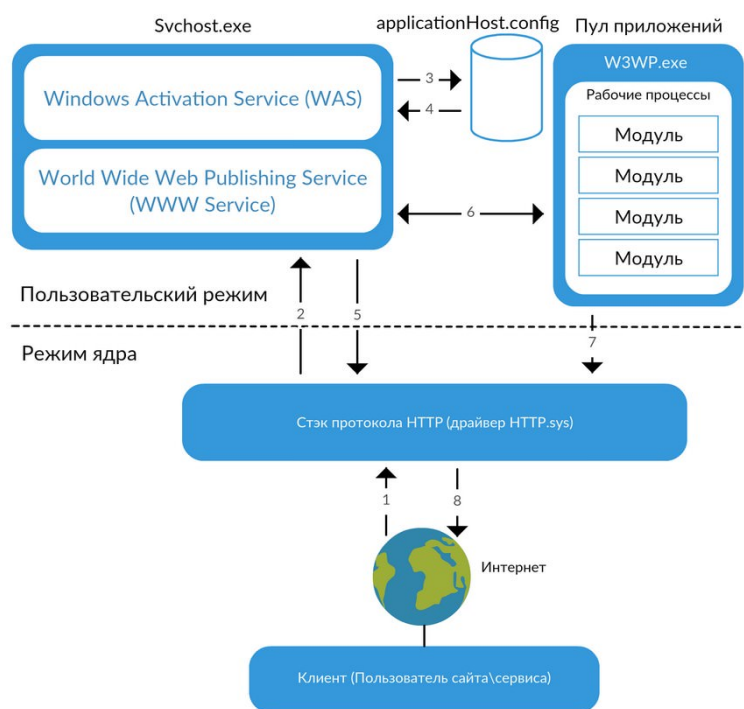 Svchost.exe
applicationHost.config
Пул приложений
Windows Activation Service (WAS)
World Wide Web Publishing Service
(WWW Service)
3
4
6
W3WP.exe
Рабочие процессы
Модуль
Модуль
Модуль
Модуль
Пользовательский режим
2
5
7
Режим ядра
Стэк протокола HTTP (драйвер HTTP.sys)
1
8
Интернет
Клиент (Пользователь сайта\сервиса)